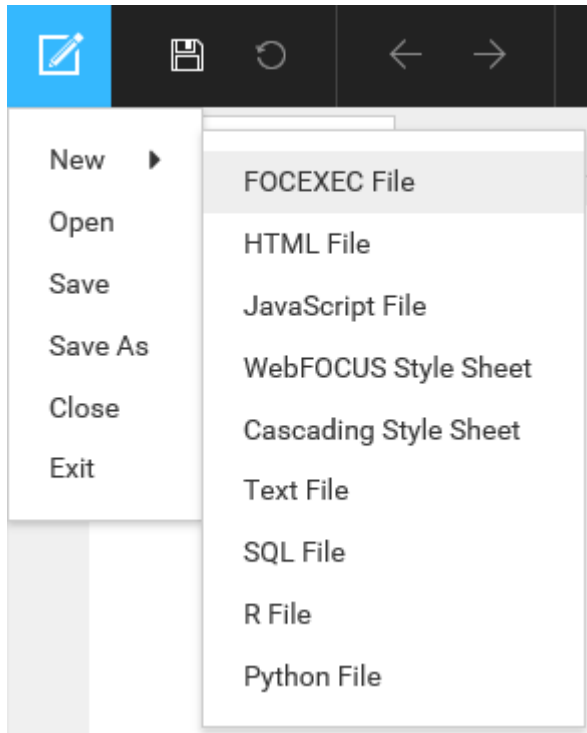 New
Open
Save
Save As
Close
Exit
FOCEXEC File
HTML File
JavaScript File
WebFOCUS Style Sheet
Cascading Style Sheet
Text File
SQL File
R File
Python File